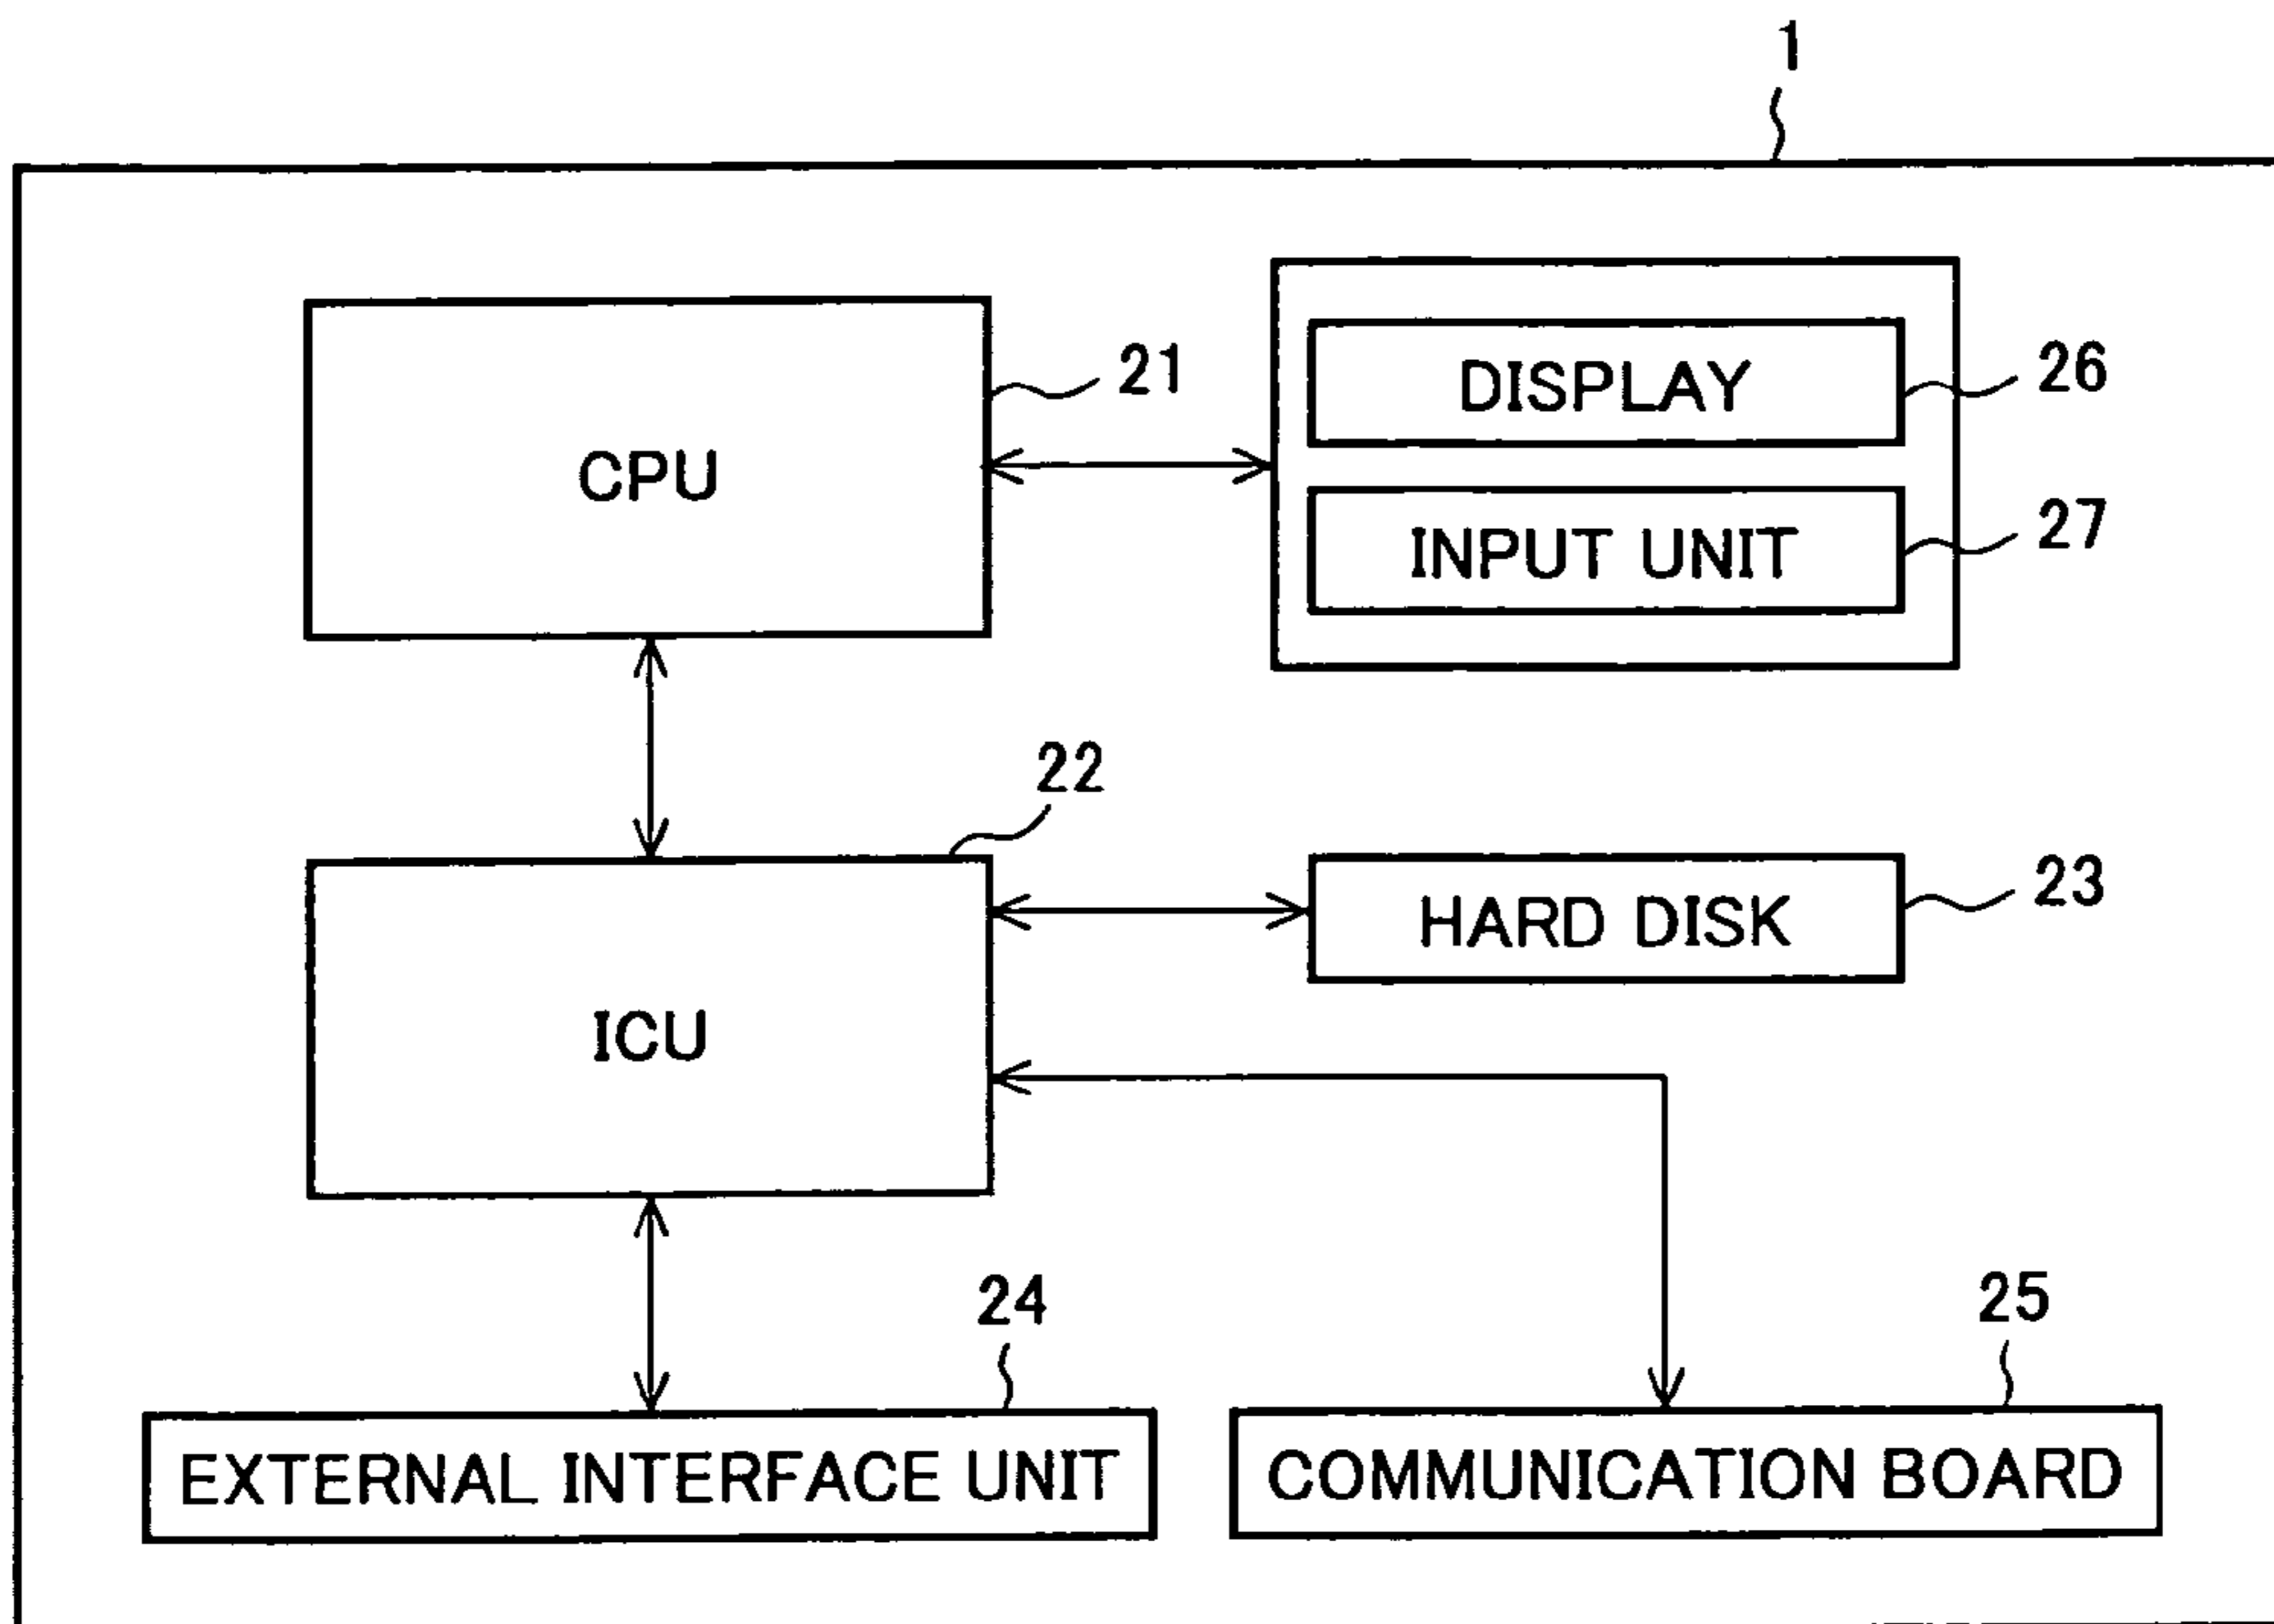 1
21
CPU
DISPLAY
26
INPUT UNIT
27
22
ICU
HARD DISK
23
24
EXTERNAL INTERFACE UNIT
25
COMMUNICATION BOARD